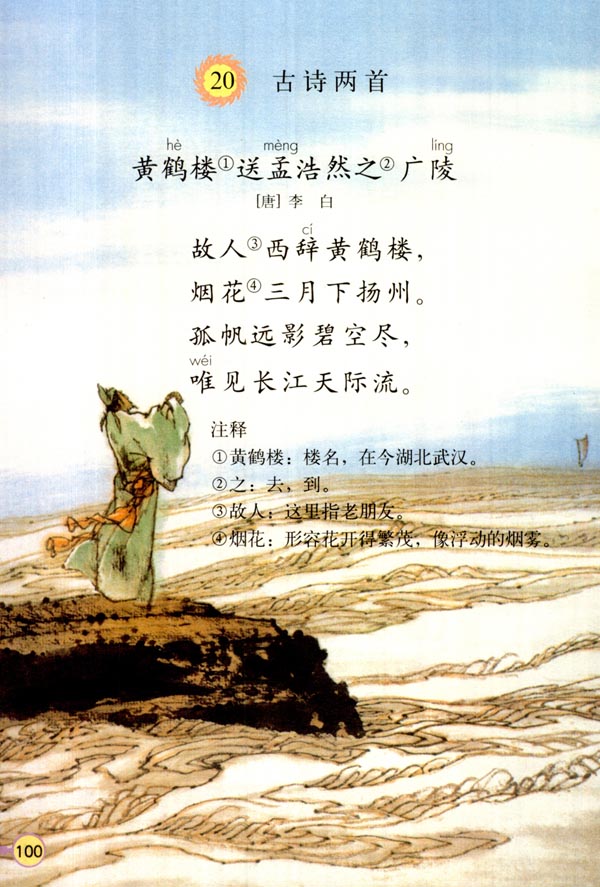 20 古诗两首
hè mèng líng
黄鹤楼①送孟浩然之②广陵
[唐] 李 白
cí
故人③西辞黄鹤楼，
烟花④三月下扬州。
孤帆远影碧空尽，
wéi
唯见长江天际流。
注释
①黄鹤楼：楼名，在今湖北武汉。
②之：去，到。
③故人：这里指老朋友。
④烟花：形容花开得繁茂，像浮动的烟雾。
100